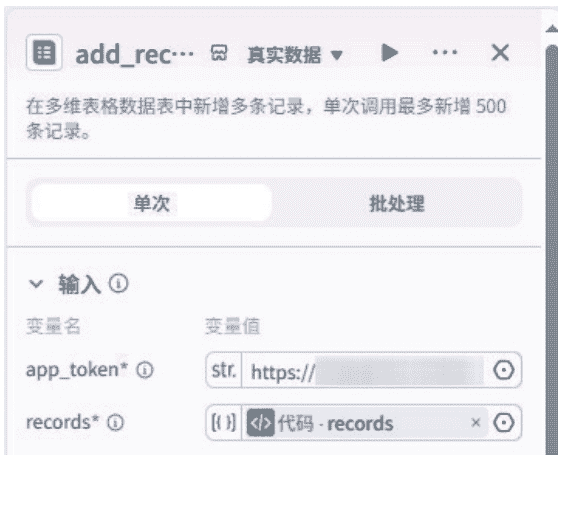 add_rec··· 真实数据
在多维表格数据表中新增多条记录，单次调用最多新增 500
条记录。
单次 批处理
输入
变量名 变量值
app_token* str. https://
records* [{}] </> 代码 · records ×